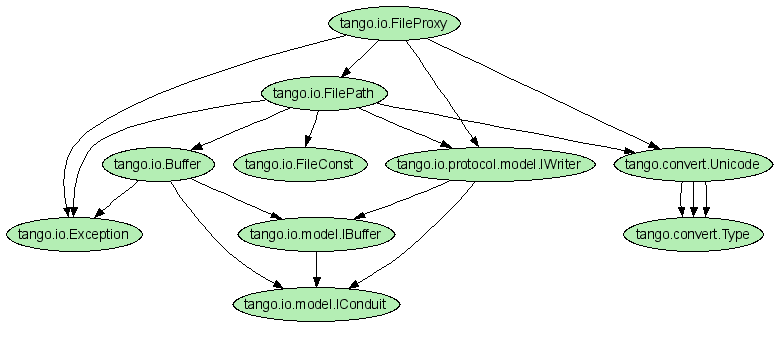 tango.io.FileProxy
tango.io.FilePath
tango.io.Buffer
tango.io.FileConst
tango.io.protocol.model.IWriter
tango.convert.Unicode
tango.io.Exception
tango.io.model.IBuffer
tango.convert.Type
tango.io.model.IConduit